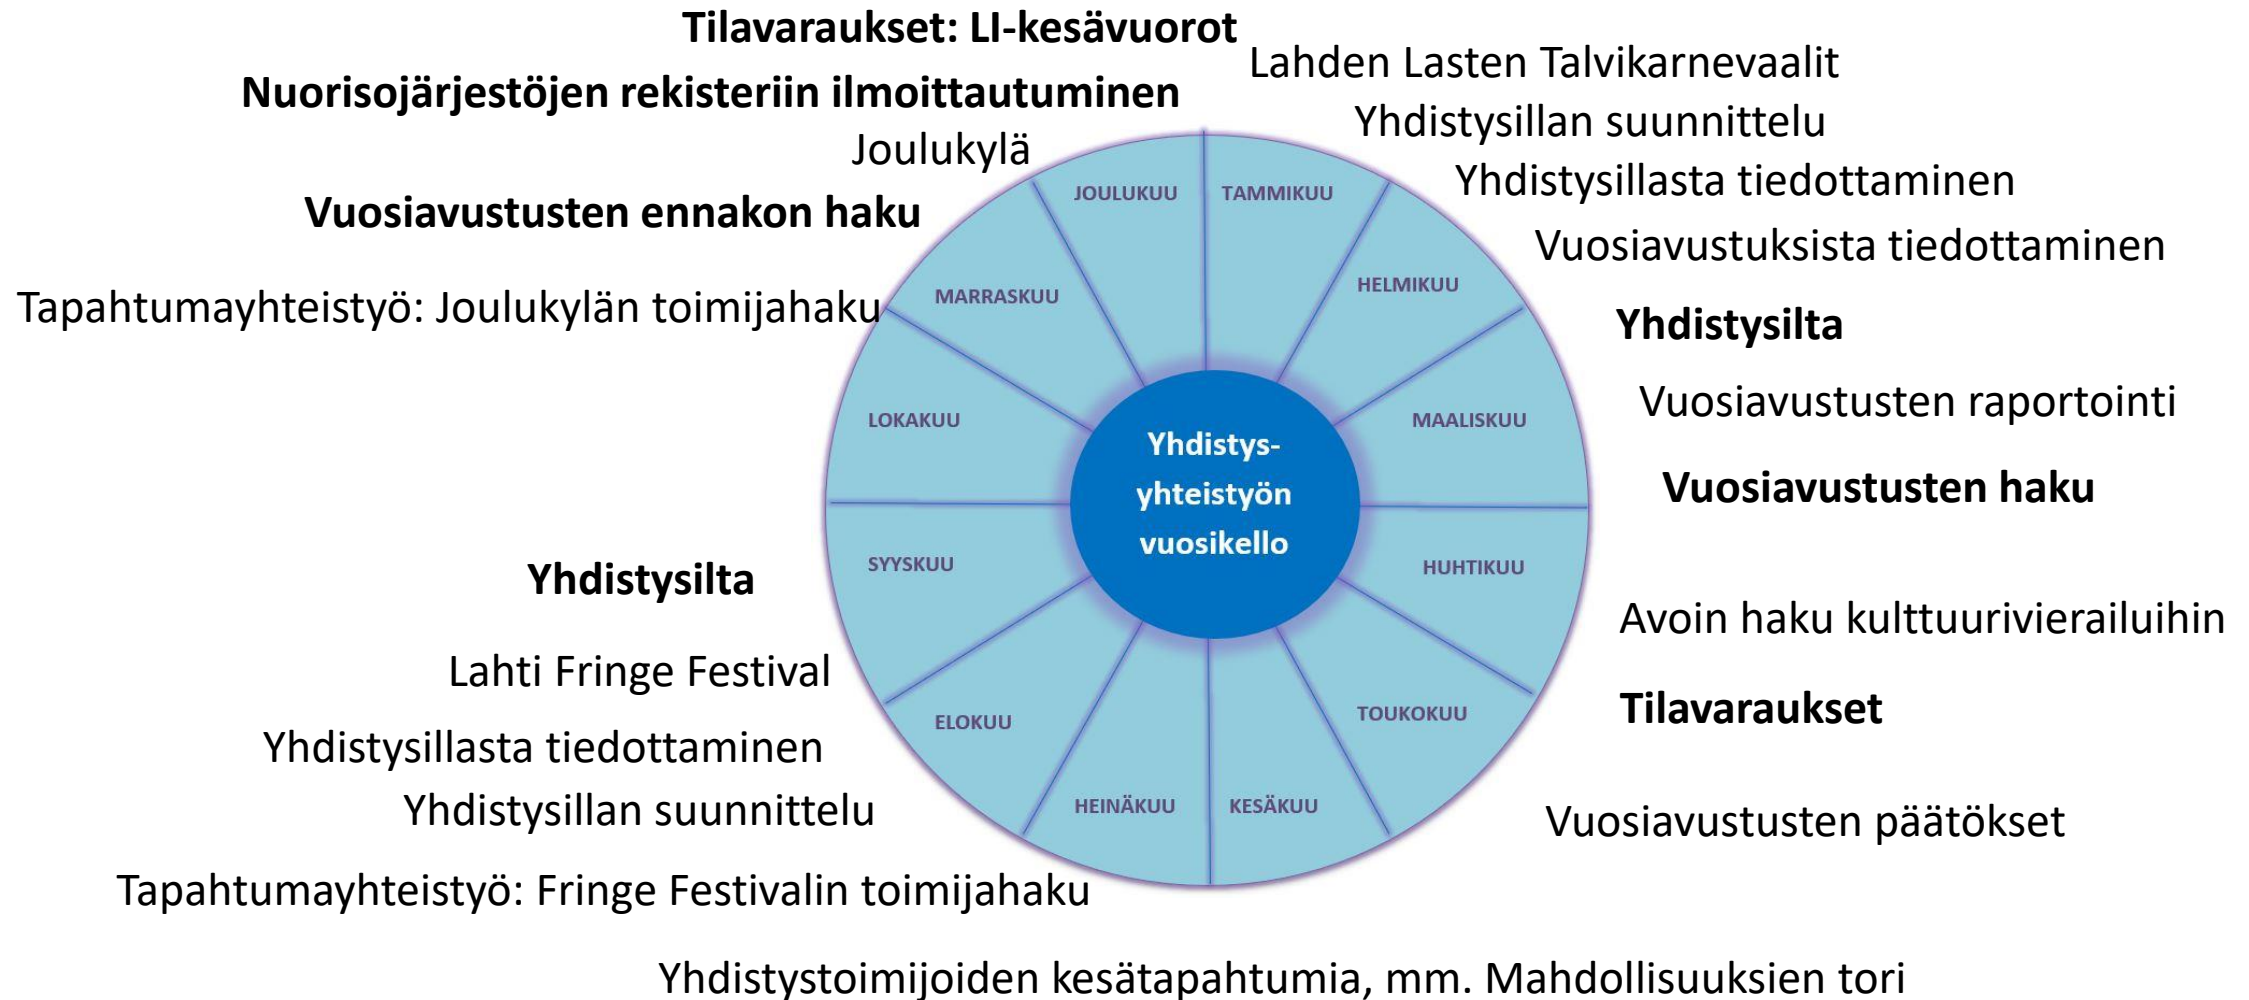 Tilavaraukset: LI-kesävuorot
Lahden Lasten Talvikarnevaalit
Nuorisojärjestöjen rekisteriin ilmoittautuminen
Yhdistysillan suunnittelu
Joulukylä
Yhdistysillasta tiedottaminen
Vuosiavustusten ennakon haku
Vuosiavustuksista tiedottaminen
Tapahtumayhteistyö: Joulukylän toimijahaku
Yhdistysilta
Vuosiavustusten raportointi
Vuosiavustusten haku
Avoin haku kulttuurivierailuihin
Tilavaraukset
Vuosiavustusten päätökset
Yhdistysilta
Lahti Fringe Festival
Yhdistysillasta tiedottaminen
Yhdistysillan suunnittelu
Tapahtumayhteistyö: Fringe Festivalin toimijahaku
Yhdistystoimijoiden kesätapahtumia, mm. Mahdollisuuksien tori
TAMMIKUU
HELMIKUU
MAALISKUU
HUHTIKUU
TOUKOKUU
KESÄKUU
HEINÄKUU
ELOKUU
SYYSKUU
LOKAKUU
MARRASKUU
JOULUKUU
Yhdistys-
yhteistyön
vuosikello